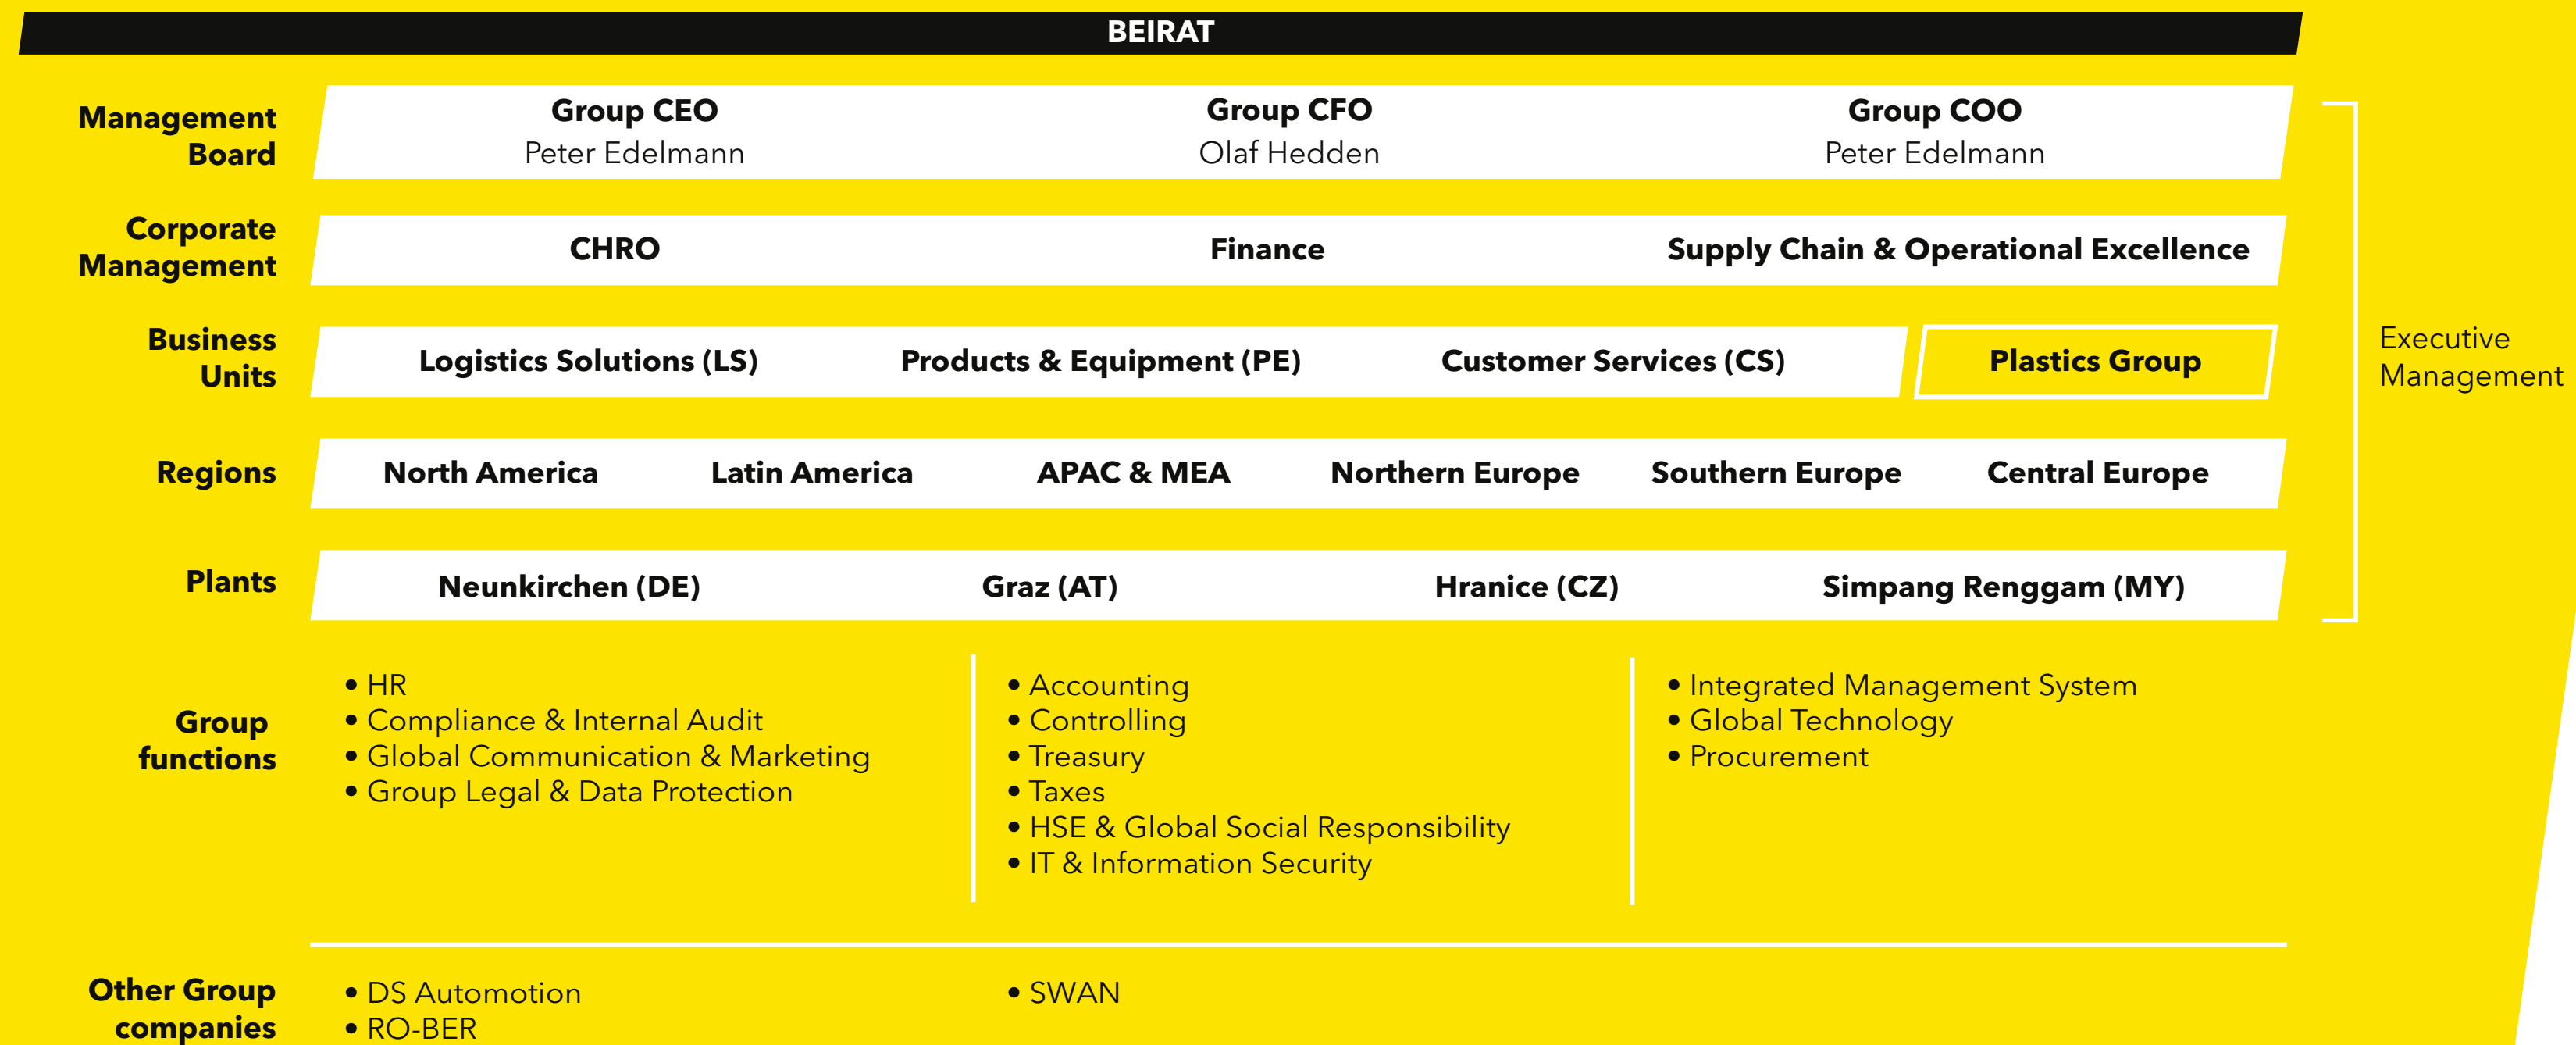 BEIRAT
Management
Board
Group CEO
Peter Edelmann
Group CFO
Olaf Hedden
Group COO
Peter Edelmann
Corporate
Management
CHRO
Finance
Supply Chain & Operational Excellence
Business
Units
Logistics Solutions (LS)
Products & Equipment (PE)
Customer Services (CS)
Plastics Group
Executive
Management
Regions
North America
Latin America
APAC & MEA
Northern Europe
Southern Europe
Central Europe
Plants
Neunkirchen (DE)
Graz (AT)
Hranice (CZ)
Simpang Renggam (MY)
Group
functions
• HR
• Compliance & Internal Audit
• Global Communication & Marketing
• Group Legal & Data Protection
• Accounting
• Controlling
• Treasury
• Taxes
• HSE & Global Social Responsibility
• IT & Information Security
• Integrated Management System
• Global Technology
• Procurement
Other Group
companies
• DS Automotion
• RO-BER
• SWAN